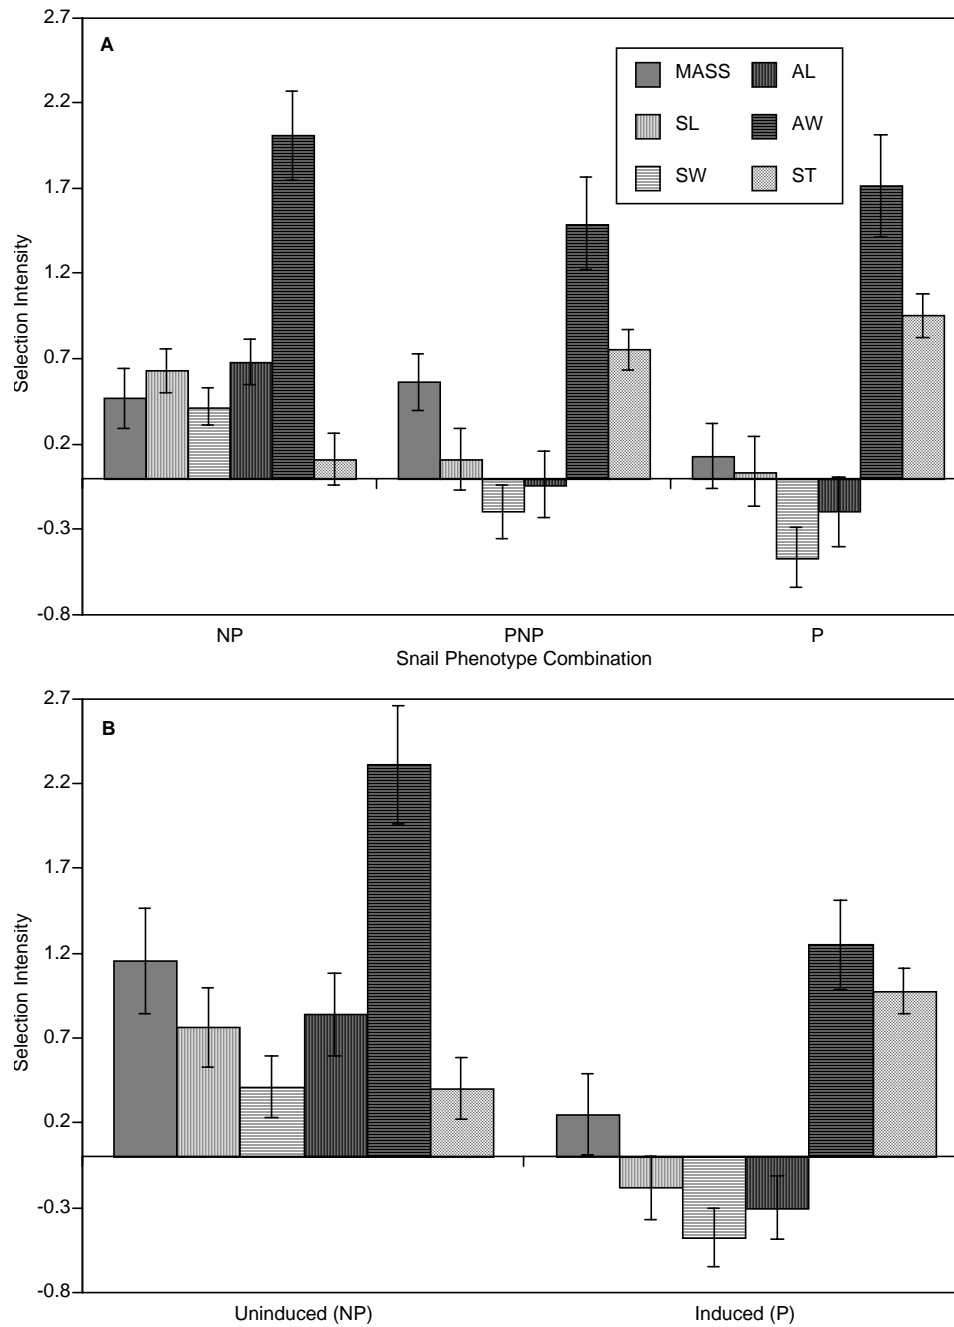 2.7
A
MASS AL
2.2
SL AW
1.7
SW ST
1.2
Selection Intensity
0.7
0.2
-0.3
-0.8
NP PNP P
Snail Phenotype Combination
2.7
B
2.2
1.7
1.2
Selection Intensity
0.7
0.2
-0.3
-0.8
Uninduced (NP) Induced (P)